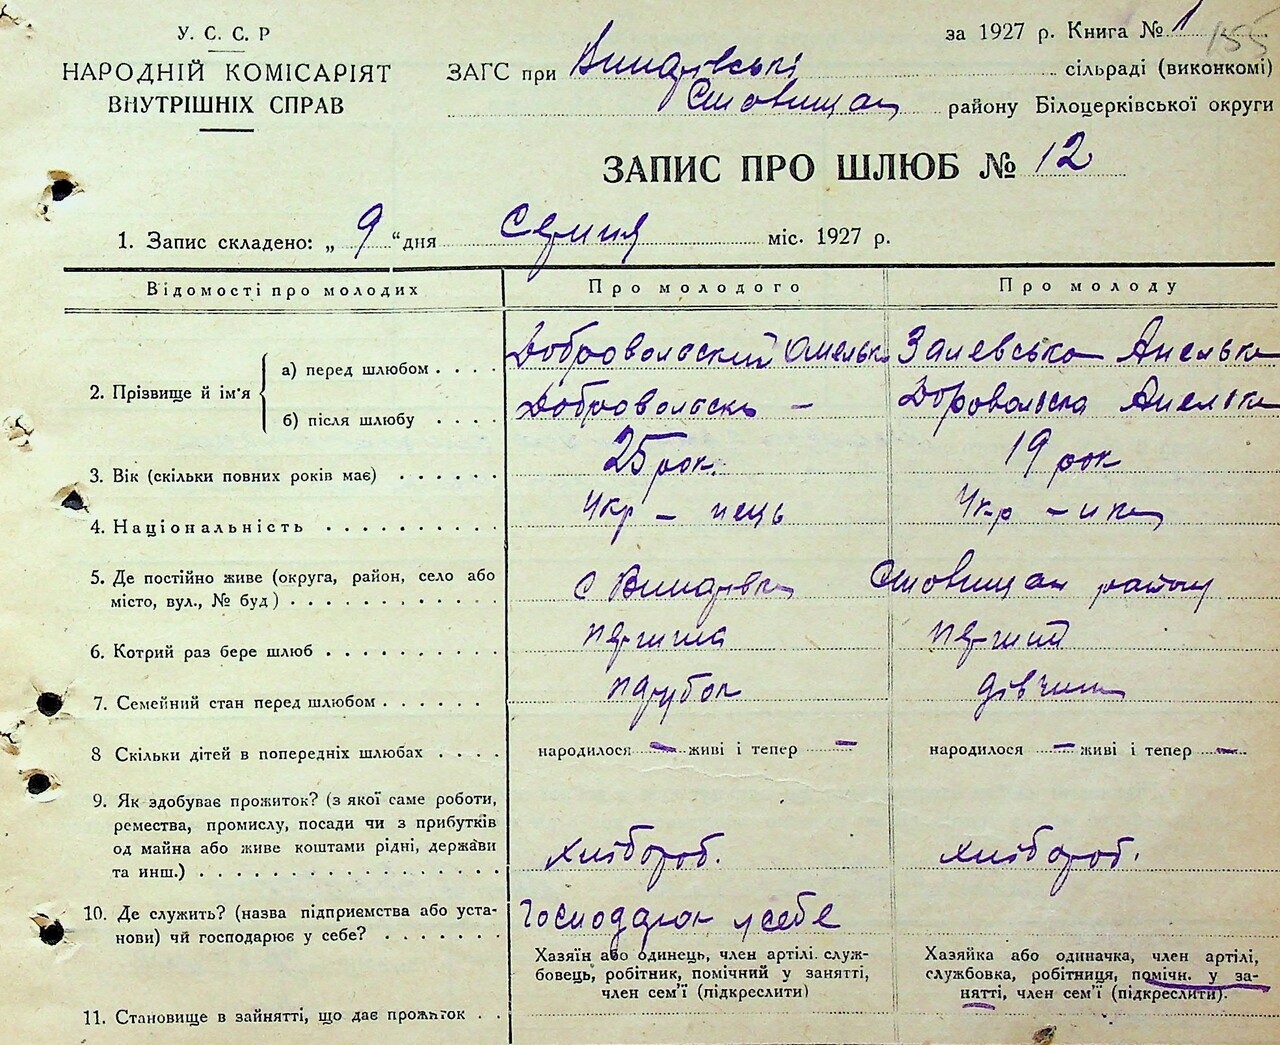 У. С. С. Р
НАРОДНІЙ КОМІСАРІЯТ
ВНУТРІШНІХ СПРАВ
за 1927 р. Книга № 1 155
ЗАГС при сільраді (виконкомі)
Ставищан району Білоцерківської округи
ЗАПИС ПРО ШЛЮБ № 12
1. Запис складено: „ 9 “ дня Серпня міс. 1927 р.
Відомості про молодих Про молодого Про молоду
2. Прізвище й ім'я
а) перед шлюбом . . . . Добровольский Омелько Залевська Анелька
б) після шлюбу . . . . Добровольськ — Добровольска Анелька
3. Вік (скільки повних років має) . . . . . . 25 рок. 19 рок
4. Національність . . . . . . . . . Укр – нець Укр – нка
5. Де постійно живе (округа, район, село або
місто, вул., № буд) . . . . . . . . . . с Ставищан району
6. Котрий раз бере шлюб . . . . . . . . . перший
7. Семейний стан перед шлюбом . . . . . . парубок дівчина
8 Скільки дітей в попередніх шлюбах . . . . народилося — живі і тепер — народилося — живі і тепер —
9. Як здобуває прожиток? (з якої саме роботи,
ремества, промислу, посади чи з прибутків
од майна або живе коштами рідні, держави
та инш.) . . . . . . . . . . . . . . . . хлібороб. хлібороб.
10. Де служить? (назва підприємства або уста-
нови) чй господарює у себе? . . . . . . . Господарює у себе
Хазяїн або одинець, член артілі. служ-
бовець, робітник, помічний у занятті,
член сем'ї (підкреслити)
Хазяйка або одиначка, член артілі,
службовка, робітниця, помічн. у за-
нятті, член сем'ї (підкреслити).
11. Становище в зайнятті, що дає прожиток . .